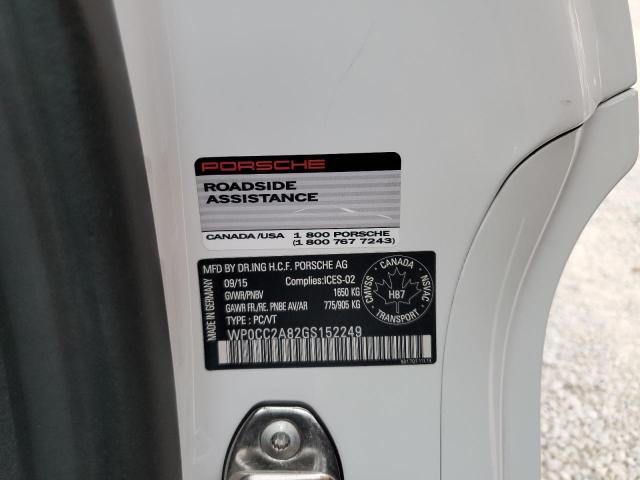 PORSCHE
ROADSIDE
ASSISTANCE
CANADA/USA 1 800 PORSCHE
(1 800 767 7243)
MADE IN GERMANY
MFD BY DR.ING H.C.F. PORSCHE AG
09/15 Complies:ICES-02
GVWR/PNBV 1650 KG
GAWR FR./RE. PNBE AV/AR 775/905 KG
TYPE : PC/VT
WP0CC2A82GS152249
CANADA
CMVSS
NSVAC
H87
TRANSPORT